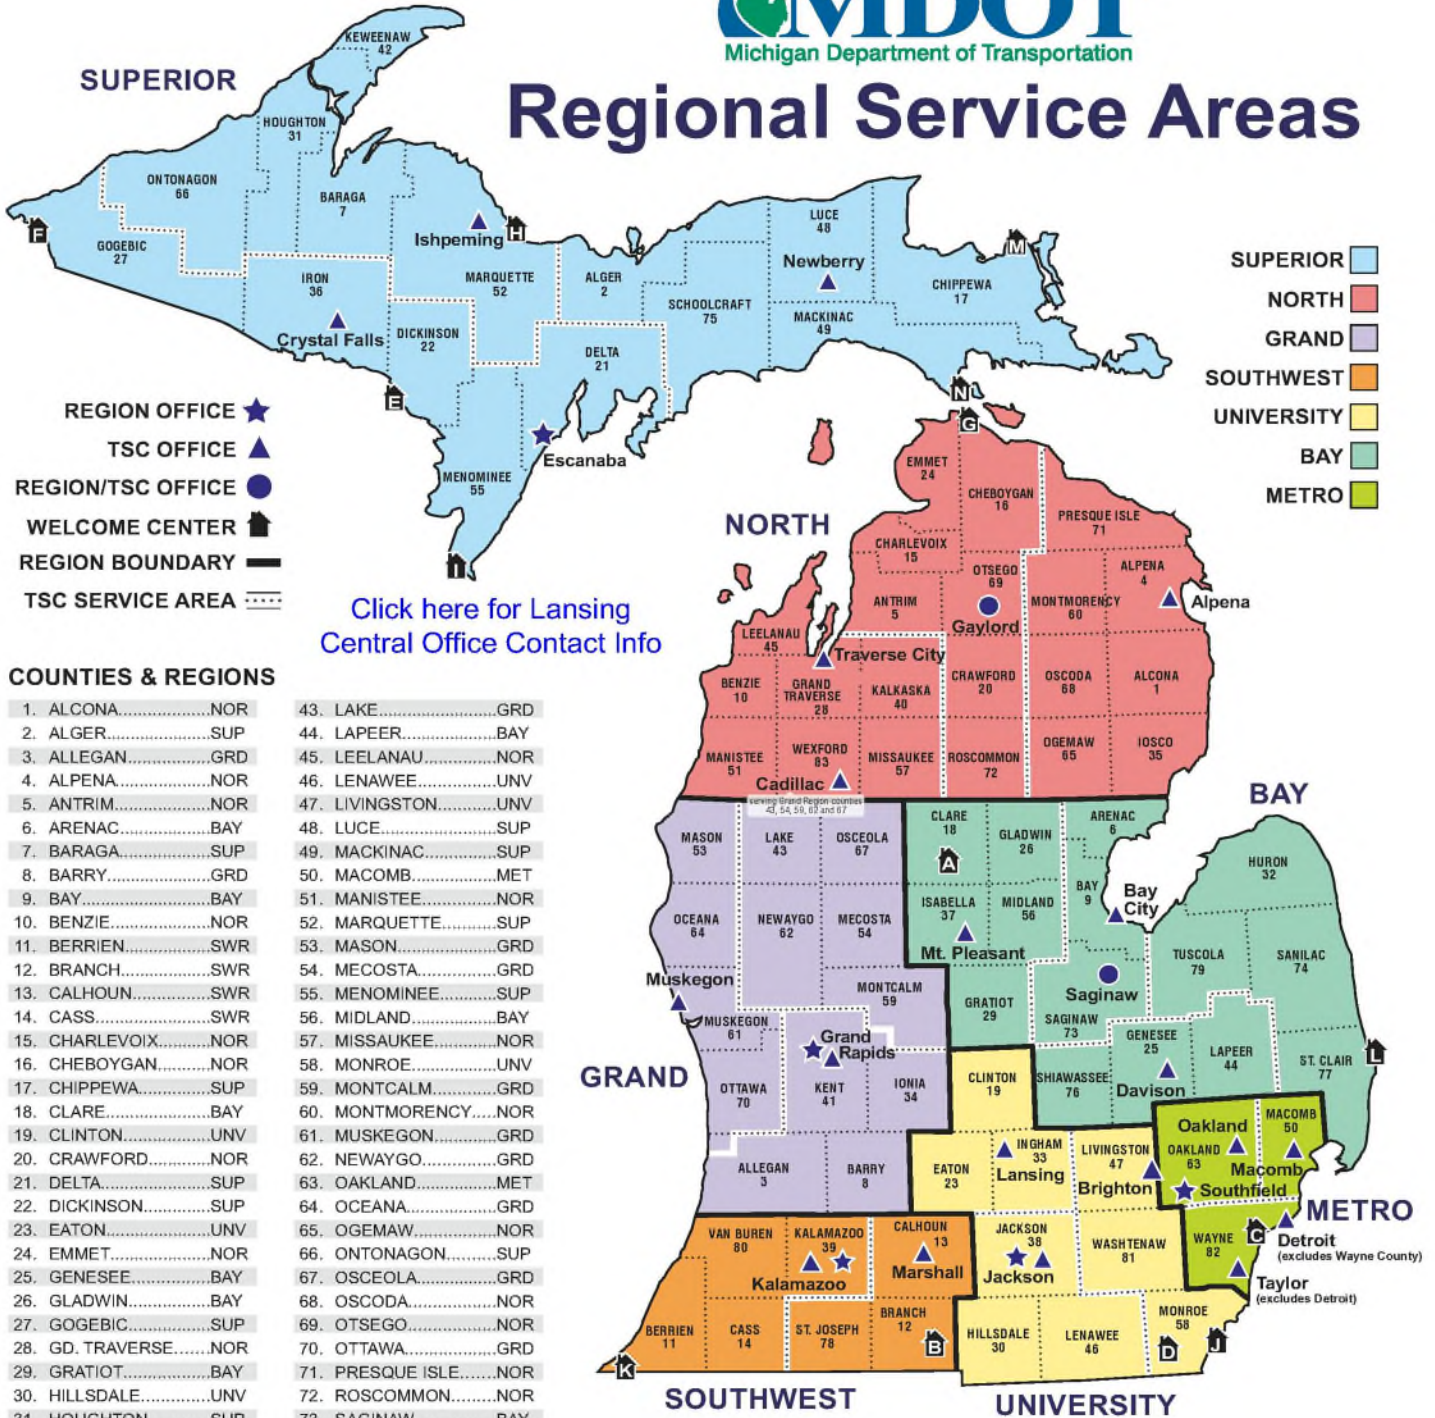 MDOT
Michigan Department of Transportation
Regional Service Areas
SUPERIOR
KEWEENAW
42
HOUGHTON
31
ONTONAGON
66
BARAGA
7
GOGEBIC
27
F
Ishpeming
H
IRON
36
MARQUETTE
52
ALGER
2
LUCE
48
Newberry
M
CHIPPEWA
17
SCHOOLCRAFT
75
MACKINAC
49
Crystal Falls
DICKINSON
22
DELTA
21
E
N
G
Escanaba
MENOMINEE
55
I
SUPERIOR
NORTH
GRAND
SOUTHWEST
UNIVERSITY
BAY
METRO
REGION OFFICE
TSC OFFICE
REGION/TSC OFFICE
WELCOME CENTER
REGION BOUNDARY
TSC SERVICE AREA
Click here for Lansing
Central Office Contact Info
NORTH
EMMET
24
CHEBOYGAN
16
PRESQUE ISLE
71
CHARLEVOIX
15
OTSEGO
69
ALPENA
4
ANTRIM
5
Gaylord
MONTMORENCY
60
Alpena
LEELANAU
45
Traverse City
BENZIE
10
GRAND
TRAVERSE
28
KALKASKA
40
CRAWFORD
20
OSCODA
68
ALCONA
1
MANISTEE
51
WEXFORD
83
MISSAUKEE
57
ROSCOMMON
72
OGEMAW
65
IOSCO
35
Cadillac
serving Grand Region counties
43, 54, 59, 62 and 67
BAY
MASON
53
LAKE
43
OSCEOLA
67
CLARE
18
A
GLADWIN
26
ARENAC
6
HURON
32
OCEANA
64
NEWAYGO
62
MECOSTA
54
ISABELLA
37
MIDLAND
56
BAY
9
Bay
City
Mt. Pleasant
TUSCOLA
79
SANILAC
74
Muskegon
MONTCALM
59
GRATIOT
29
Saginaw
SAGINAW
73
MUSKEGON
61
Grand
Rapids
GENESEE
25
LAPEER
44
ST. CLAIR
77
L
GRAND
OTTAWA
70
KENT
41
IONIA
34
CLINTON
19
SHIAWASSEE
76
Davison
MACOMB
50
Oakland
OAKLAND
63
Macomb
Southfield
ALLEGAN
3
BARRY
8
EATON
23
INGHAM
33
Lansing
LIVINGSTON
47
Brighton
METRO
VAN BUREN
80
KALAMAZOO
39
Kalamazoo
CALHOUN
13
Marshall
JACKSON
38
Jackson
WASHTENAW
81
WAYNE
82
C
Detroit
(excludes Wayne County)
Taylor
(excludes Detroit)
BERRIEN
11
CASS
14
ST. JOSEPH
78
BRANCH
12
B
HILLSDALE
30
LENAWEE
46
MONROE
58
D
J
K
SOUTHWEST
UNIVERSITY
COUNTIES & REGIONS
1. ALCONA..................NOR
2. ALGER.....................SUP
3. ALLEGAN................GRD
4. ALPENA..................NOR
5. ANTRIM...................NOR
6. ARENAC..................BAY
7. BARAGA..................SUP
8. BARRY.....................GRD
9. BAY..........................BAY
10. BENZIE....................NOR
11. BERRIEN.................SWR
12. BRANCH.................SWR
13. CALHOUN...............SWR
14. CASS.......................SWR
15. CHARLEVOIX..........NOR
16. CHEBOYGAN..........NOR
17. CHIPPEWA..............SUP
18. CLARE.....................BAY
19. CLINTON.................UNV
20. CRAWFORD............NOR
21. DELTA......................SUP
22. DICKINSON.............SUP
23. EATON.....................UNV
24. EMMET....................NOR
25. GENESEE................BAY
26. GLADWIN................BAY
27. GOGEBIC................SUP
28. GD. TRAVERSE.......NOR
29. GRATIOT.................BAY
30. HILLSDALE..............UNV
31. HOUGHTON............SUP
43. LAKE.......................GRD
44. LAPEER...................BAY
45. LEELANAU...............NOR
46. LENAWEE................UNV
47. LIVINGSTON............UNV
48. LUCE........................SUP
49. MACKINAC..............SUP
50. MACOMB.................MET
51. MANISTEE...............NOR
52. MARQUETTE...........SUP
53. MASON....................GRD
54. MECOSTA................GRD
55. MENOMINEE...........SUP
56. MIDLAND.................BAY
57. MISSAUKEE............NOR
58. MONROE.................UNV
59. MONTCALM.............GRD
60. MONTMORENCY.....NOR
61. MUSKEGON............GRD
62. NEWAYGO..............GRD
63. OAKLAND................MET
64. OCEANA..................GRD
65. OGEMAW................NOR
66. ONTONAGON.........SUP
67. OSCEOLA................GRD
68. OSCODA..................NOR
69. OTSEGO..................NOR
70. OTTAWA..................GRD
71. PRESQUE ISLE.......NOR
72. ROSCOMMON........NOR
73. SAGINAW................BAY